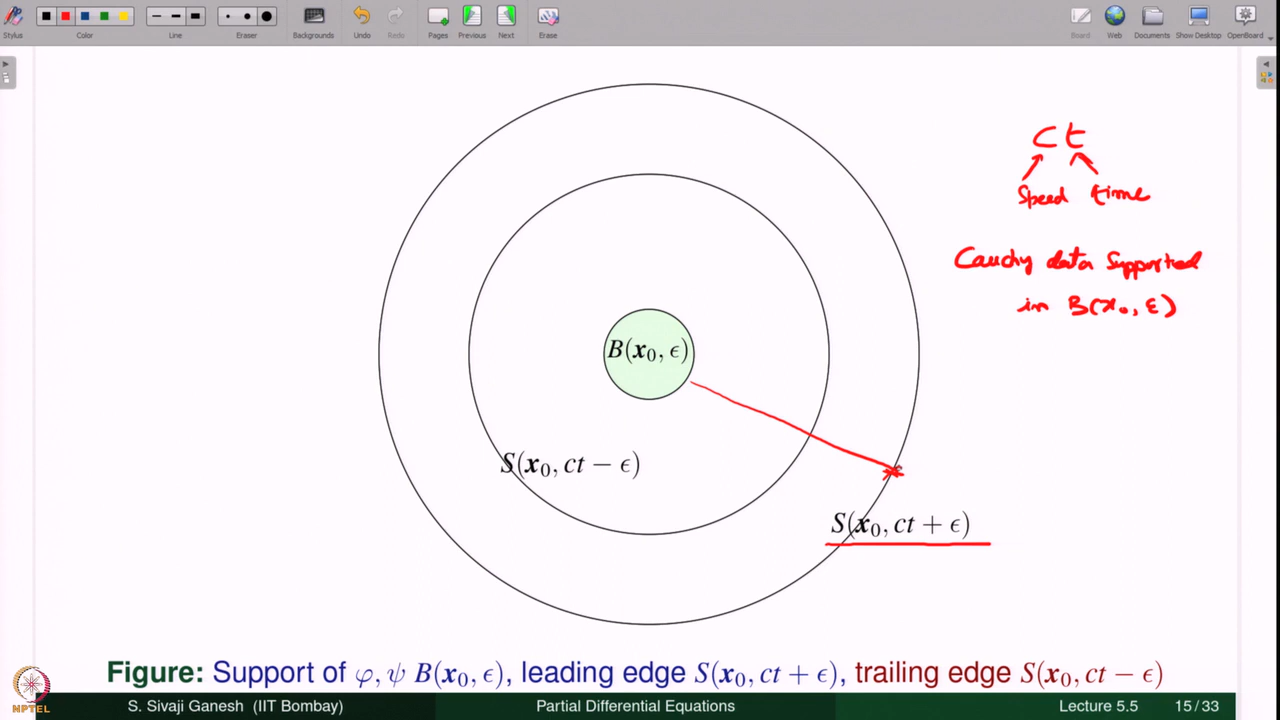 Stylus
Color
Line
Eraser
Backgrounds
Undo
Redo
Pages
Previous
Next
Erase
Board
Web
Documents
Show Desktop
OpenBoard
ct
Speed time
Cauchy data supported
in B(x₀, ε)
B(x₀, ϵ)
S(x₀, ct − ϵ)
S(x₀, ct + ϵ)
Figure: Support of φ, ψ B(x₀, ϵ), leading edge S(x₀, ct + ϵ), trailing edge S(x₀, ct − ϵ)
NPTEL
S. Sivaji Ganesh (IIT Bombay)
Partial Differential Equations
Lecture 5.5
15 / 33